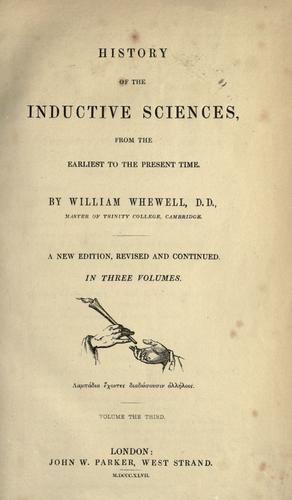 HISTORY
OF THE
INDUCTIVE SCIENCES,
FROM THE
EARLIEST TO THE PRESENT TIME.
BY WILLIAM WHEWELL, D.D.,
MASTER OF TRINITY COLLEGE, CAMBRIDGE.
A NEW EDITION, REVISED AND CONTINUED.
IN THREE VOLUMES.
Λαμπάδια ἔχοντες διαδώσουσιν ἀλλήλοις.
VOLUME THE THIRD.
LONDON:
JOHN W. PARKER, WEST STRAND.
M.DCCC.XLVII.